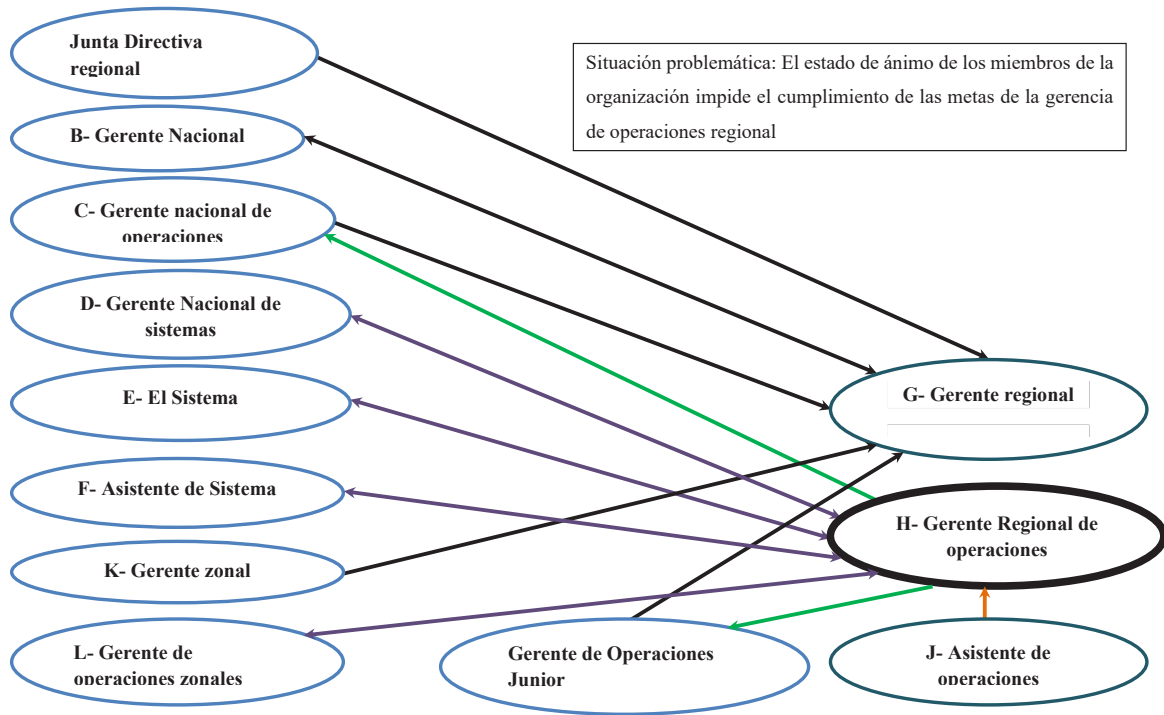 Junta Directiva
regional
Situación problemática: El estado de ánimo de los miembros de la
organización impide el cumplimiento de las metas de la gerencia
de operaciones regional
B- Gerente Nacional
C- Gerente nacional de
operaciones
D- Gerente Nacional de
sistemas
E- El Sistema
G- Gerente regional
F- Asistente de Sistema
H- Gerente Regional de
operaciones
K- Gerente zonal
L- Gerente de
operaciones zonales
Gerente de Operaciones
Junior
J- Asistente de
operaciones